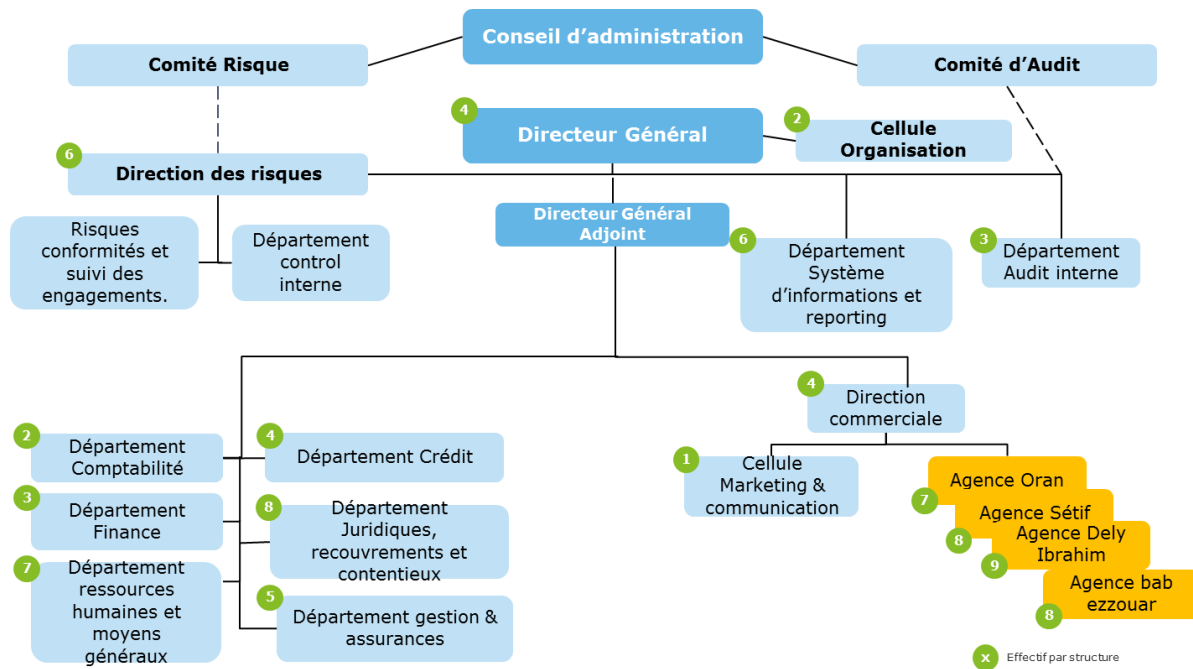 Conseil d’administration
Comité Risque
Comité d’Audit
4
Directeur Général
2
Cellule
Organisation
6
Direction des risques
Directeur Général
Adjoint
Risques
conformités et
suivi des
engagements.
Département
control
interne
6
Département
Système
d’informations et
reporting
3
Département
Audit interne
4
Direction
commerciale
2
Département
Comptabilité
4
Département Crédit
3
Département
Finance
8
Département
Juridiques,
recouvrements et
contentieux
7
Département
ressources
humaines et
moyens
généraux
5
Département gestion &
assurances
1
Cellule
Marketing &
communication
Agence Oran
7
Agence Sétif
8
Agence Dely
Ibrahim
9
Agence bab
ezzouar
8
x Effectif par structure